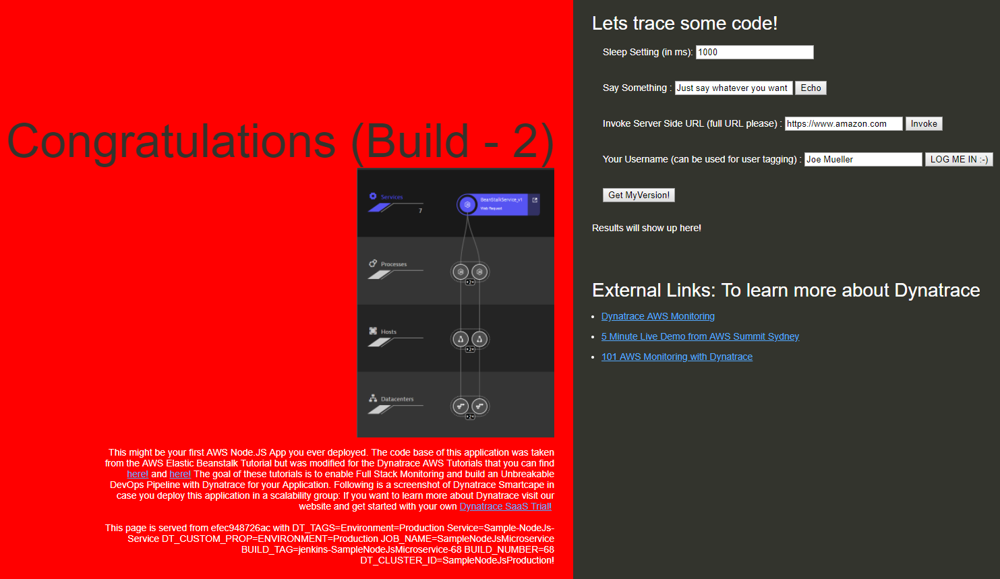 Congratulations (Build - 2)
Services
7
BeanStalkService_v1
Web Request
Processes
2
Hosts
2
Datacenters
2
This might be your first AWS Node.JS App you ever deployed. The code base of this application was taken
from the AWS Elastic Beanstalk Tutorial but was modified for the Dynatrace AWS Tutorials that you can find
here! and here! The goal of these tutorials is to enable Full Stack Monitoring and build an Unbreakable
DevOps Pipeline with Dynatrace for your Application. Following is a screenshot of Dynatrace Smartcape in
case you deploy this application in a scalability group: If you want to learn more about Dynatrace visit our
website and get started with your own Dynatrace SaaS Trial!
This page is served from efec948726ac with DT_TAGS=Environment=Production Service=Sample-NodeJs-
Service DT_CUSTOM_PROP=ENVIRONMENT=Production JOB_NAME=SampleNodeJsMicroservice
BUILD_TAG=jenkins-SampleNodeJsMicroservice-68 BUILD_NUMBER=68
DT_CLUSTER_ID=SampleNodeJsProduction!
Lets trace some code!
Sleep Setting (in ms): 1000
Say Something : Just say whatever you want Echo
Invoke Server Side URL (full URL please) : https://www.amazon.com Invoke
Your Username (can be used for user tagging) : Joe Mueller LOG ME IN :-)
Get MyVersion!
Results will show up here!
External Links: To learn more about Dynatrace
Dynatrace AWS Monitoring
5 Minute Live Demo from AWS Summit Sydney
101 AWS Monitoring with Dynatrace